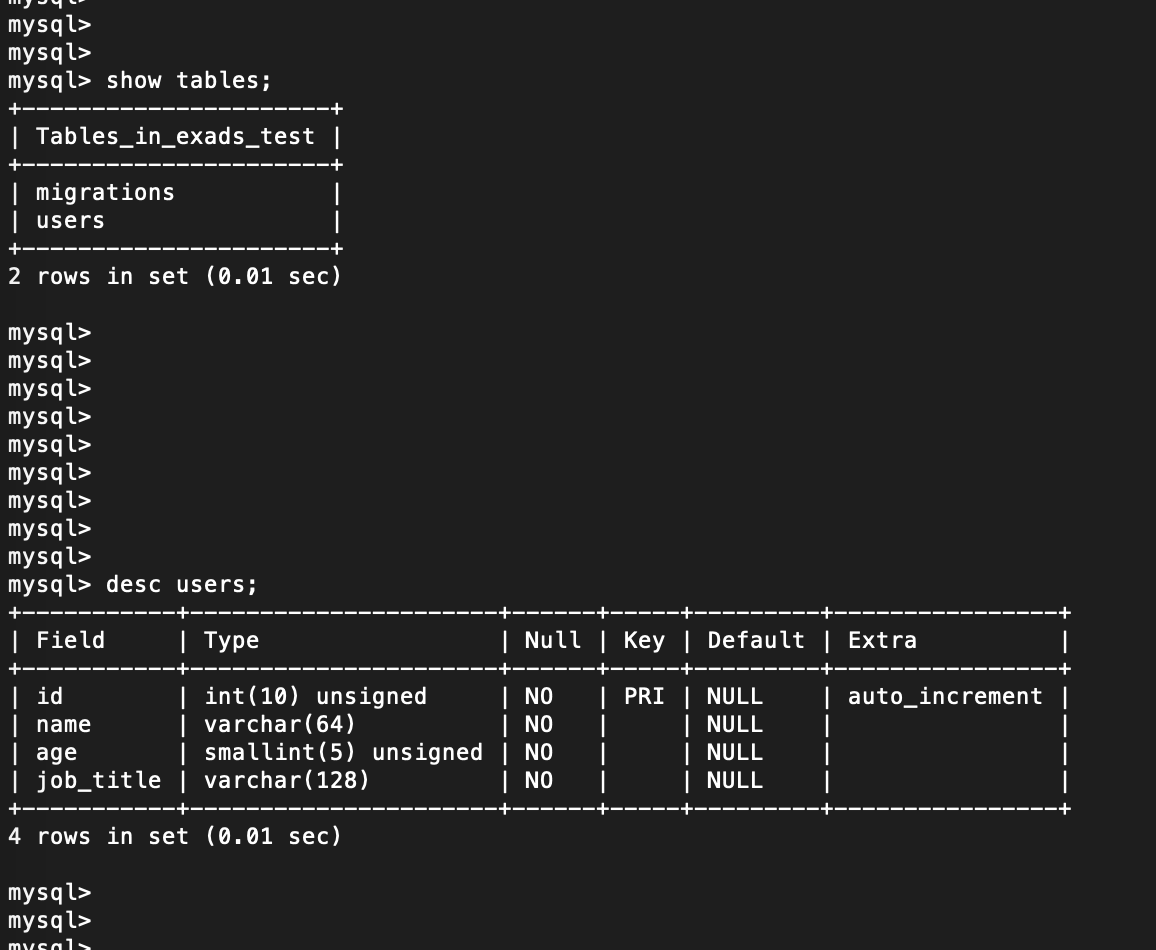 mysql>
mysql>
mysql>
mysql> show tables;
+----------------------+
| Tables_in_exads_test |
+----------------------+
| migrations           |
| users                |
+----------------------+
2 rows in set (0.01 sec)
mysql>
mysql>
mysql>
mysql>
mysql>
mysql>
mysql>
mysql>
mysql>
mysql> desc users;
+-----------+----------------------+------+-----+---------+----------------+
| Field     | Type                 | Null | Key | Default | Extra          |
+-----------+----------------------+------+-----+---------+----------------+
| id        | int(10) unsigned     | NO   | PRI | NULL    | auto_increment |
| name      | varchar(64)          | NO   |     | NULL    |                |
| age       | smallint(5) unsigned | NO   |     | NULL    |                |
| job_title | varchar(128)         | NO   |     | NULL    |                |
+-----------+----------------------+------+-----+---------+----------------+
4 rows in set (0.01 sec)
mysql>
mysql>
mysql>